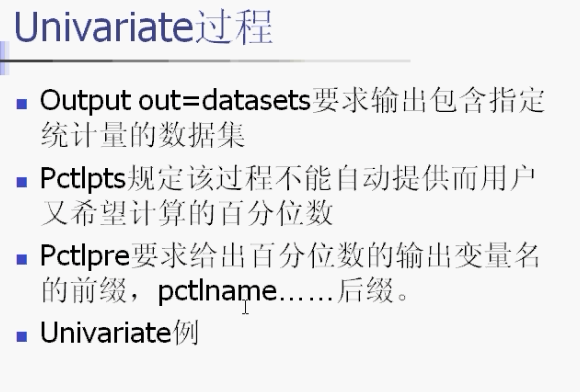 Univariate过程
Output out=datasets要求输出包含指定
统计量的数据集
Pctlpts规定该过程不能自动提供而用户
又希望计算的百分位数
Pctlpre要求给出百分位数的输出变量名
的前缀，pctlname……后缀。
Univariate例